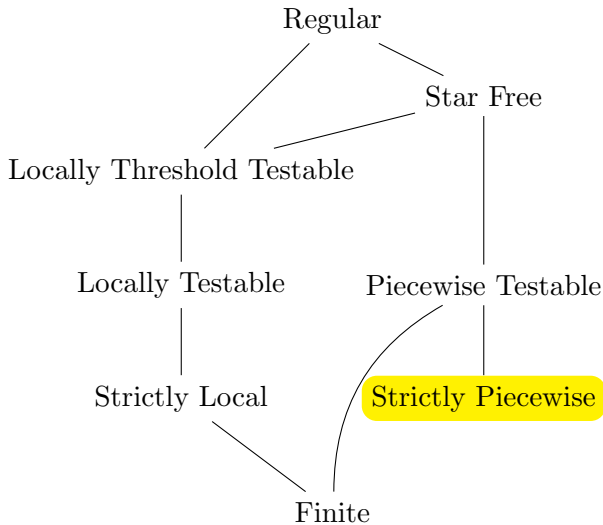 Regular
Star Free
Locally Threshold Testable
Locally Testable
Piecewise Testable
Strictly Local
Strictly Piecewise
Finite